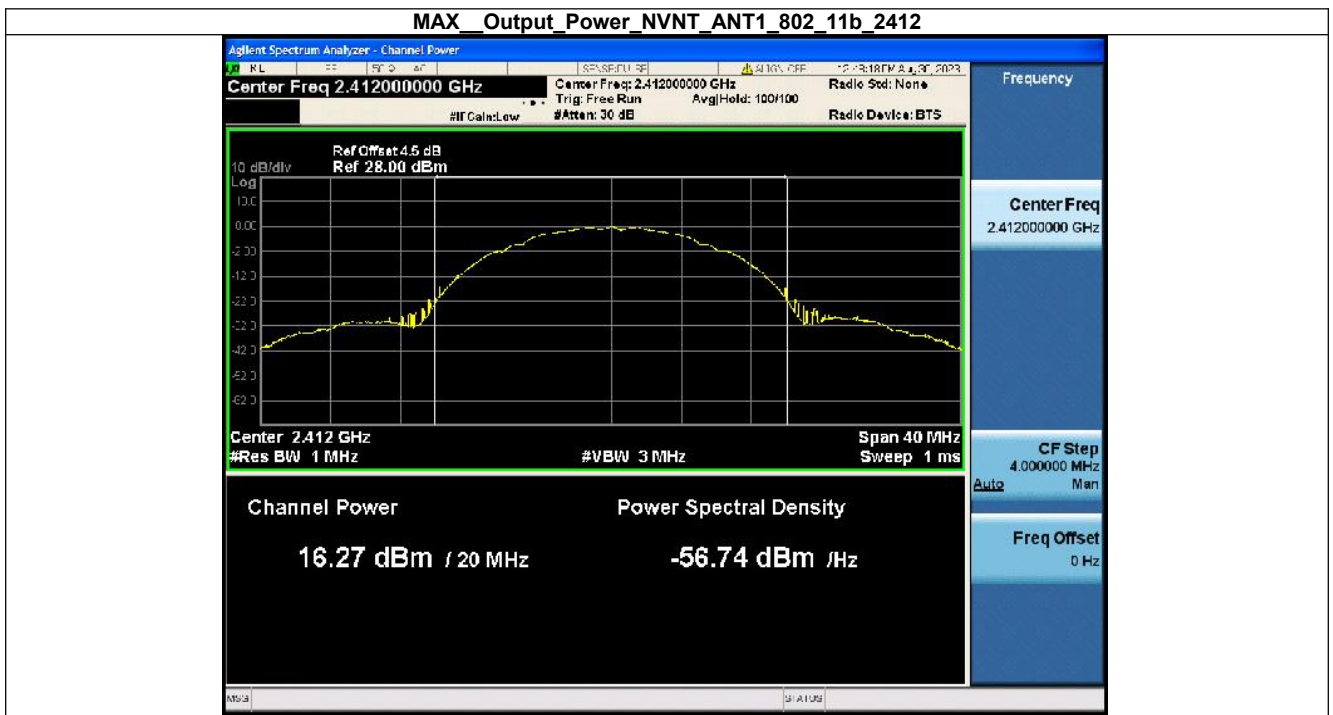 MAX__Output_Power_NVNT_ANT1_802_11b_2412
Agilent Spectrum Analyzer - Channel Power
Center Freq 2.412000000 GHz
Center Freq: 2.412000000 GHz
Radio Std: None
Trig: Free Run
Avg|Hold: 100/100
#IFGain:Low
#Atten: 30 dB
Radio Device: BTS
Frequency
Ref Offset 4.5 dB
10 dB/div
Ref 28.00 dBm
Log
Center Freq
2.412000000 GHz
Center 2.412 GHz
Span 40 MHz
#Res BW 1 MHz
#VBW 3 MHz
Sweep 1 ms
CF Step
4.000000 MHz
Auto
Man
Channel Power
Power Spectral Density
Freq Offset
0 Hz
16.27 dBm / 20 MHz
-56.74 dBm /Hz
MSG
STATUS